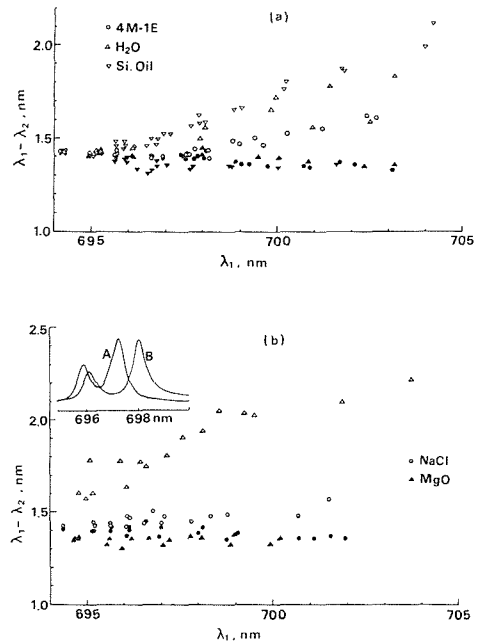 (a)
4M-1E
H₂O
Si. Oil
2.0
1.5
1.0
λ₁ − λ₂ , nm
695
700
705
λ₁ , nm
(b)
2.5
2.0
1.5
1.0
λ₁ − λ₂ , nm
A
B
696
698 nm
NaCl
MgO
695
700
705
λ₁ , nm